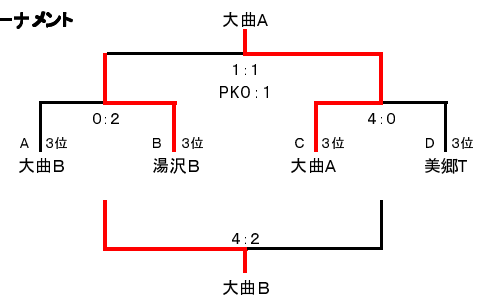 ーナメント
大曲A
1:1
PK0:1
0:2
4:0
A 3位
B 3位
C 3位
D 3位
大曲B
湯沢B
大曲A
美郷T
4:2
大曲B